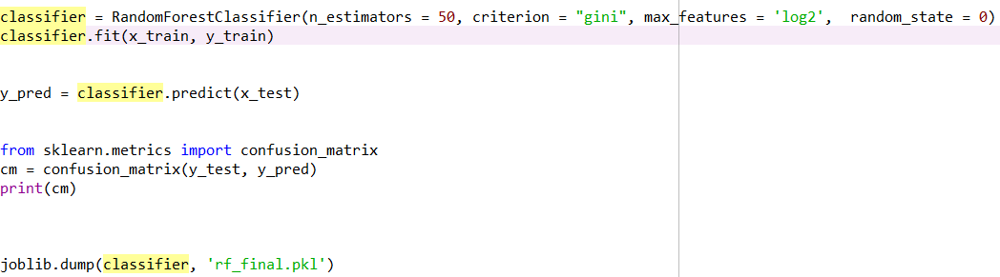 classifier = RandomForestClassifier(n_estimators = 50, criterion = "gini", max_features = 'log2',  random_state = 0)
classifier.fit(x_train, y_train)
y_pred = classifier.predict(x_test)
from sklearn.metrics import confusion_matrix
cm = confusion_matrix(y_test, y_pred)
print(cm)
joblib.dump(classifier, 'rf_final.pkl')